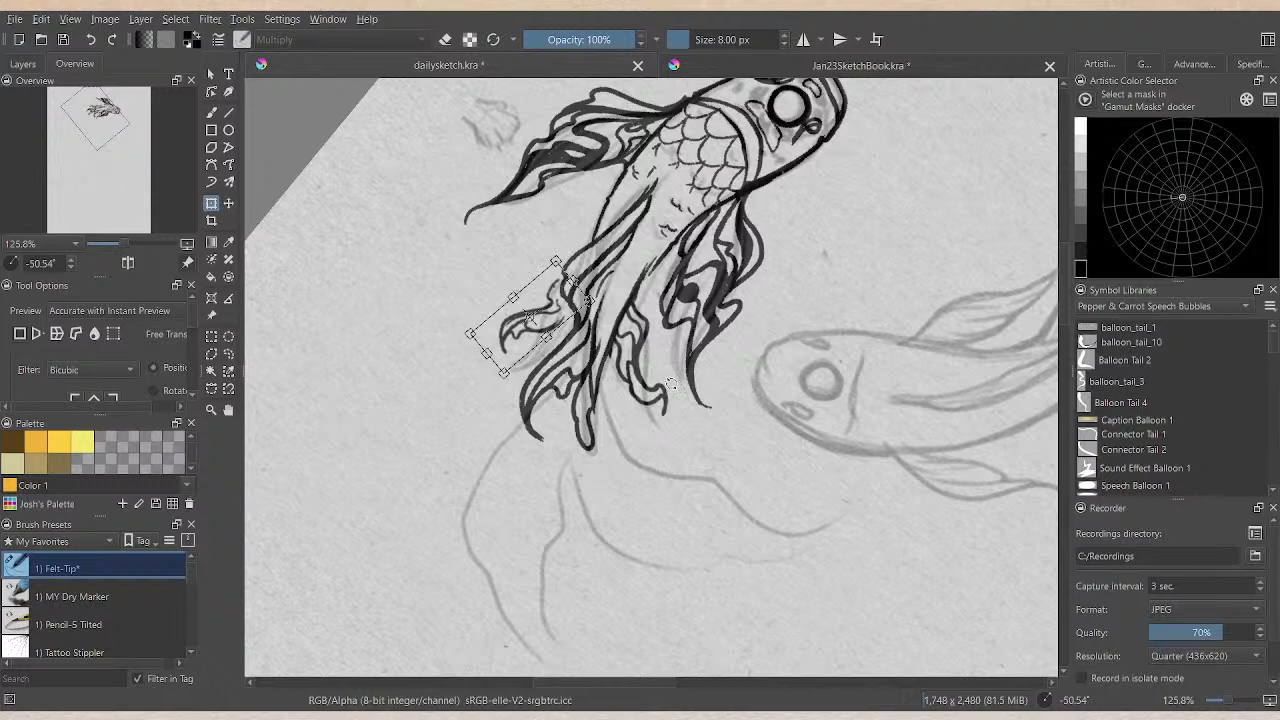 File Edit View Image Layer Select Filter Tools Settings Window Help
Multiply Opacity: 100% Size: 8.00 px
Layers Overview dailysketch.kra * Jan23SketchBook.kra * Artisti... G... Advance... Specifi...
Overview
Artistic Color Selector
Select a mask in
"Gamut Masks" docker
125.8%
-50.54°
Tool Options
Preview Accurate with Instant Preview
Free Trans
Filter: Bicubic Positic
Rotate
Palette
Color 1
Josh's Palette
Brush Presets
My Favorites Tag
1) Felt-Tip*
1) MY Dry Marker
1) Pencil-5 Tilted
1) Tattoo Stippler
Search Filter in Tag
Symbol Libraries
Pepper & Carrot Speech Bubbles
balloon_tail_1
balloon_tail_10
Balloon Tail 2
balloon_tail_3
Balloon Tail 4
Caption Balloon 1
Connector Tail 1
Connector Tail 2
Sound Effect Balloon 1
Speech Balloon 1
Recorder
Recordings directory:
C:/Recordings
Capture interval: 3 sec.
Format: JPEG
Quality: 70%
Resolution: Quarter (436x620)
Record in isolate mode
RGB/Alpha (8-bit integer/channel) sRGB-elle-V2-srgbtrc.icc 1,748 x 2,480 (81.5 MiB) -50.54° 125.8%